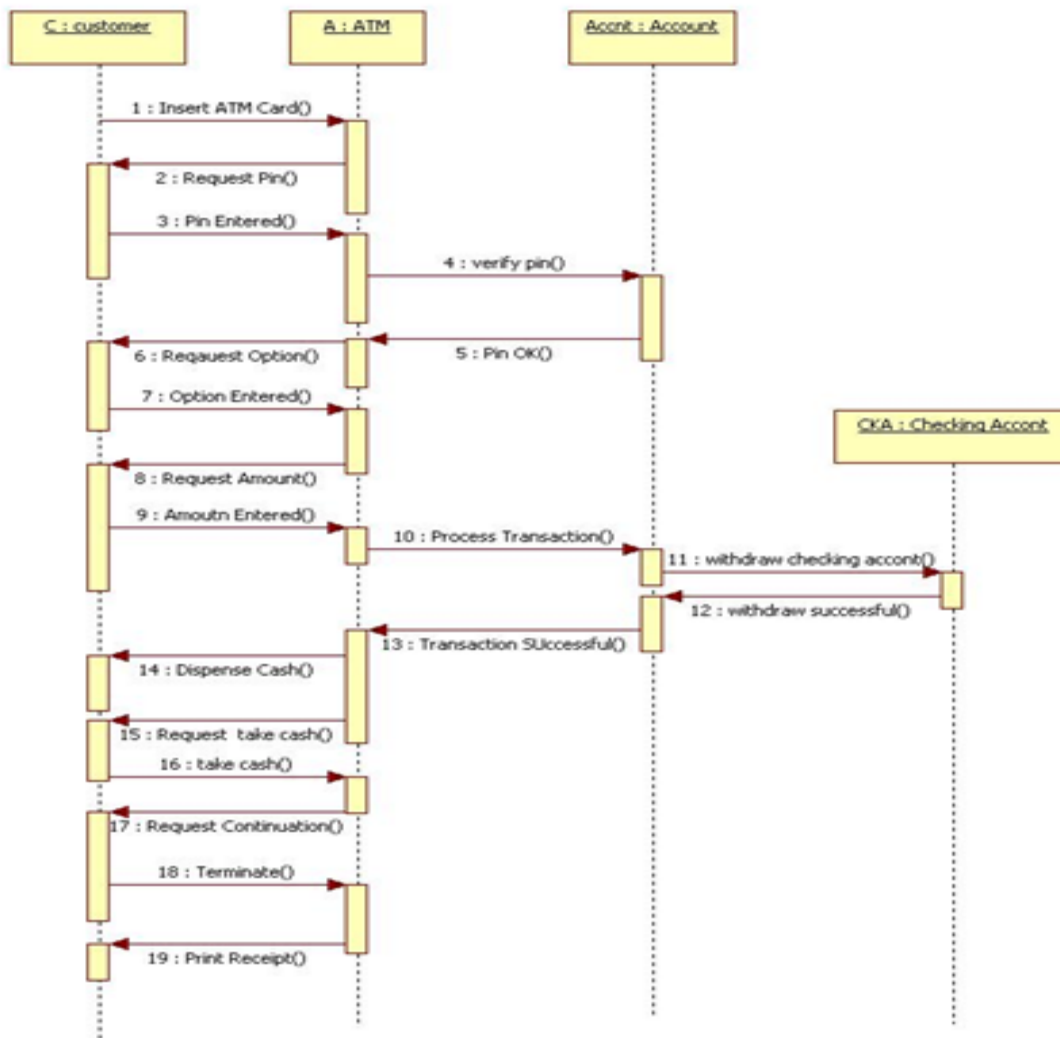 C : customer
A : ATM
Accnt : Account
1 : Insert ATM Card()
2 : Request Pin()
3 : Pin Entered()
4 : verify pin()
5 : Pin OK()
6 : Reqauest Option()
7 : Option Entered()
CKA : Checking Accont
8 : Request Amount()
9 : Amoutn Entered()
10 : Process Transaction()
11 : withdraw checking accont()
12 : withdraw successful()
13 : Transaction SUccessful()
14 : Dispense Cash()
15 : Request take cash()
16 : take cash()
17 : Request Continuation()
18 : Terminate()
19 : Print Receipt()